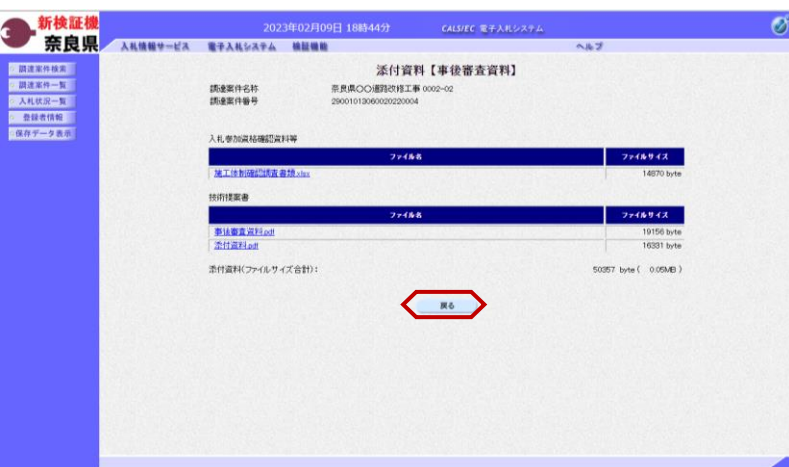 新検証機
奈良県
2023年02月09日 18時44分
CALS/EC 電子入札システム
入札情報サービス 電子入札システム 検証機能 ヘルプ
調達案件検索
調達案件一覧
入札状況一覧
登録者情報
保存データ表示
添付資料【事後審査資料】
調達案件名称 奈良県〇〇道路改修工事 0002-02
調達案件番号 29001013060020220004
入札参加資格確認資料等
ファイル名 ファイルサイズ
施工体制確認調査書類.xlsx 14870 byte
技術提案書
ファイル名 ファイルサイズ
事後審査資料.pdf 19156 byte
添付資料.pdf 16331 byte
添付資料(ファイルサイズ合計): 50357 byte ( 0.05MB )
戻る